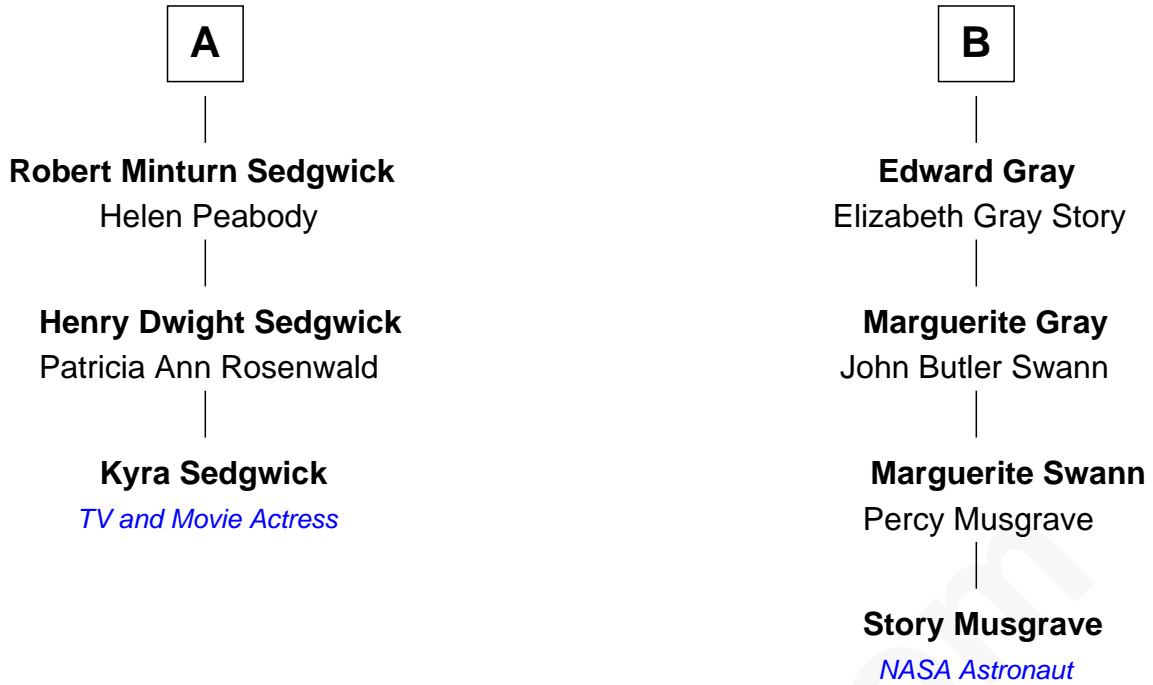 A
Robert Minturn Sedgwick
Helen Peabody
Henry Dwight Sedgwick
Patricia Ann Rosenwald
Kyra Sedgwick
TV and Movie Actress
B
Edward Gray
Elizabeth Gray Story
Marguerite Gray
John Butler Swann
Marguerite Swann
Percy Musgrave
Story Musgrave
NASA Astronaut
om